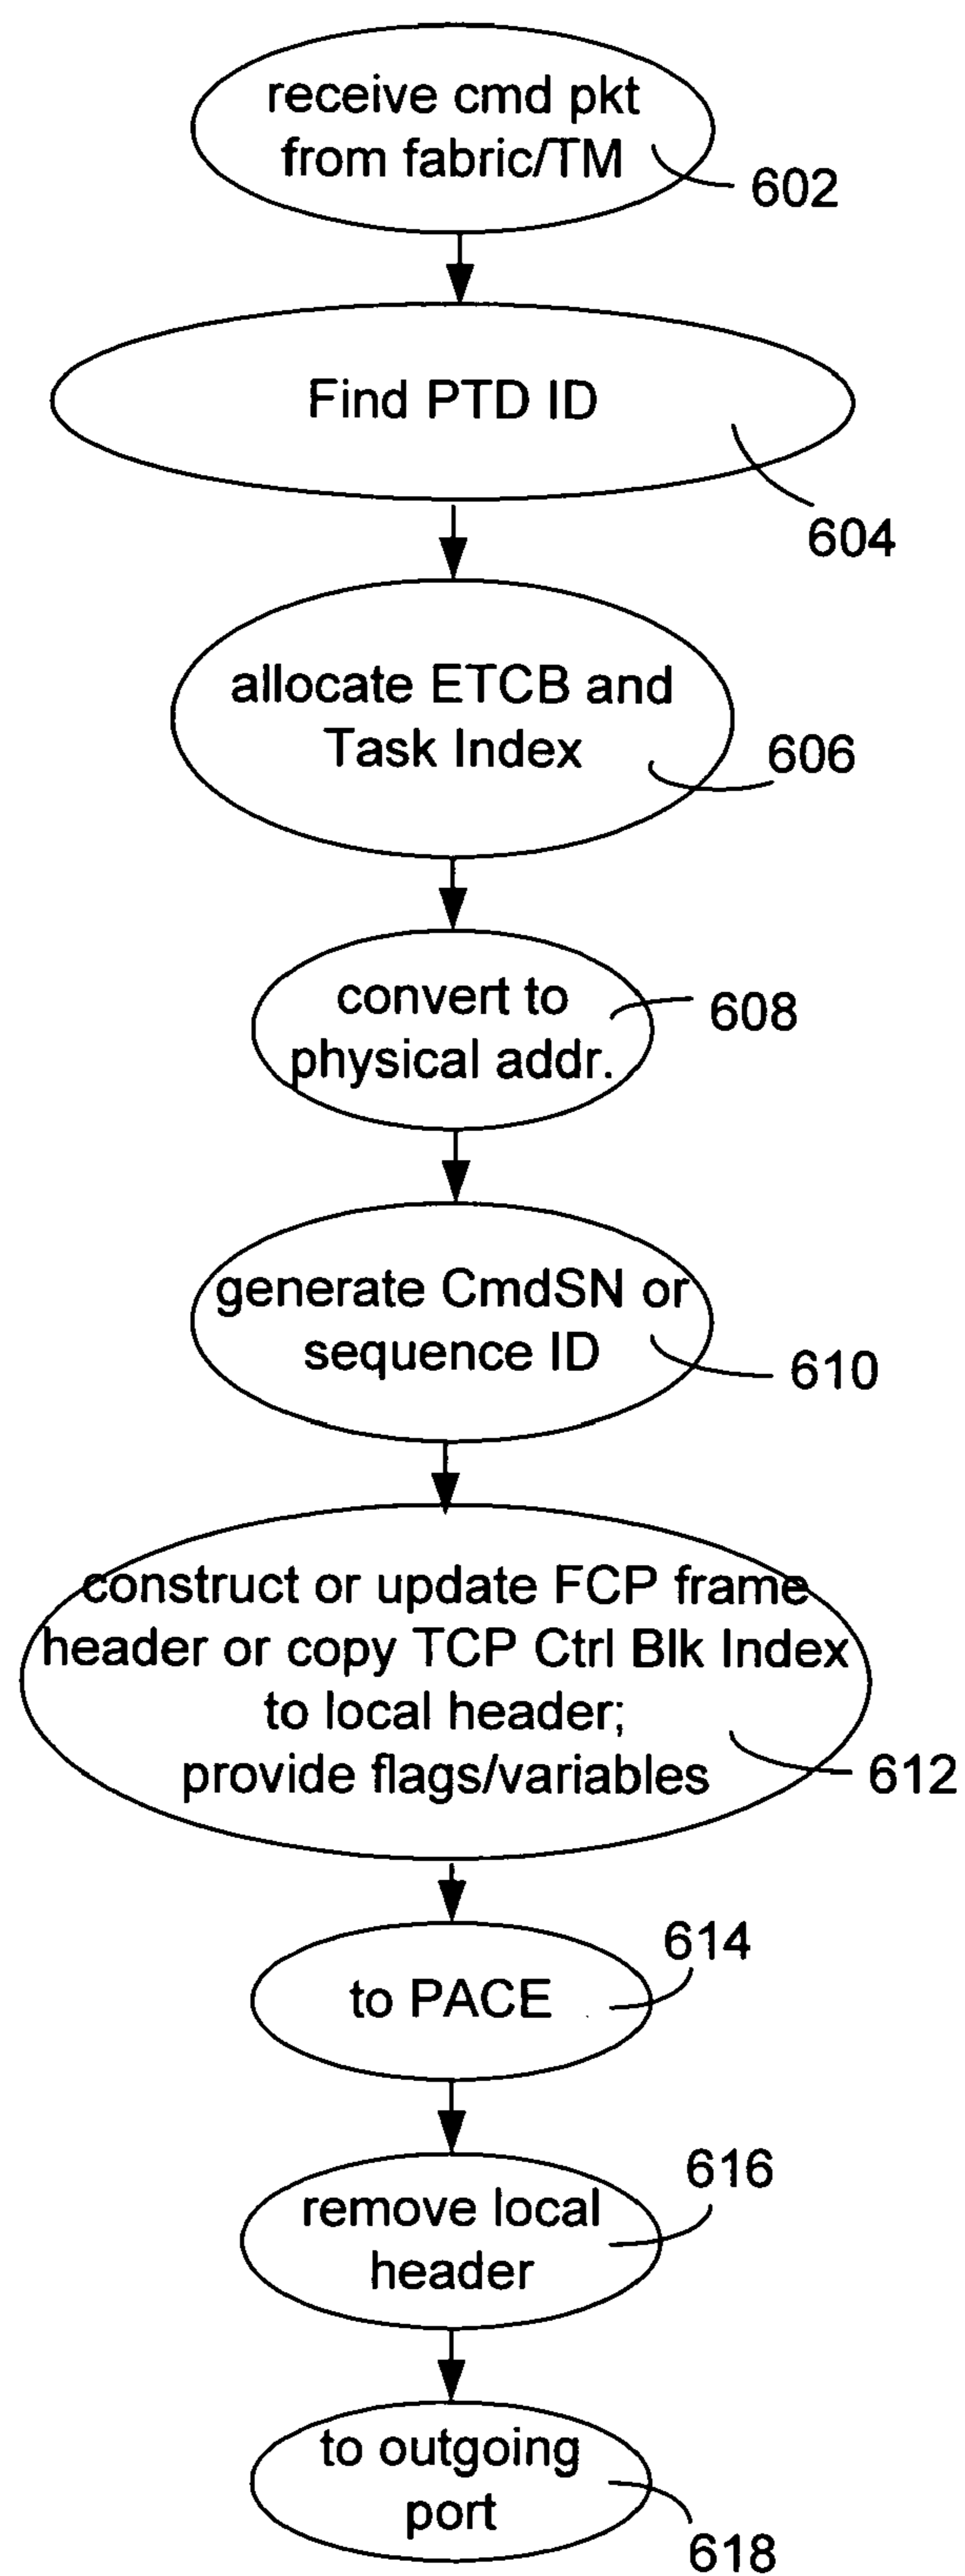 receive cmd pkt
from fabric/TM
602
Find PTD ID
604
allocate ETCB and
Task Index
606
convert to
physical addr.
608
generate CmdSN or
sequence ID
610
construct or update FCP frame
header or copy TCP Ctrl Blk Index
to local header;
provide flags/variables
612
614
to PACE
616
remove local
header
to outgoing
port
618